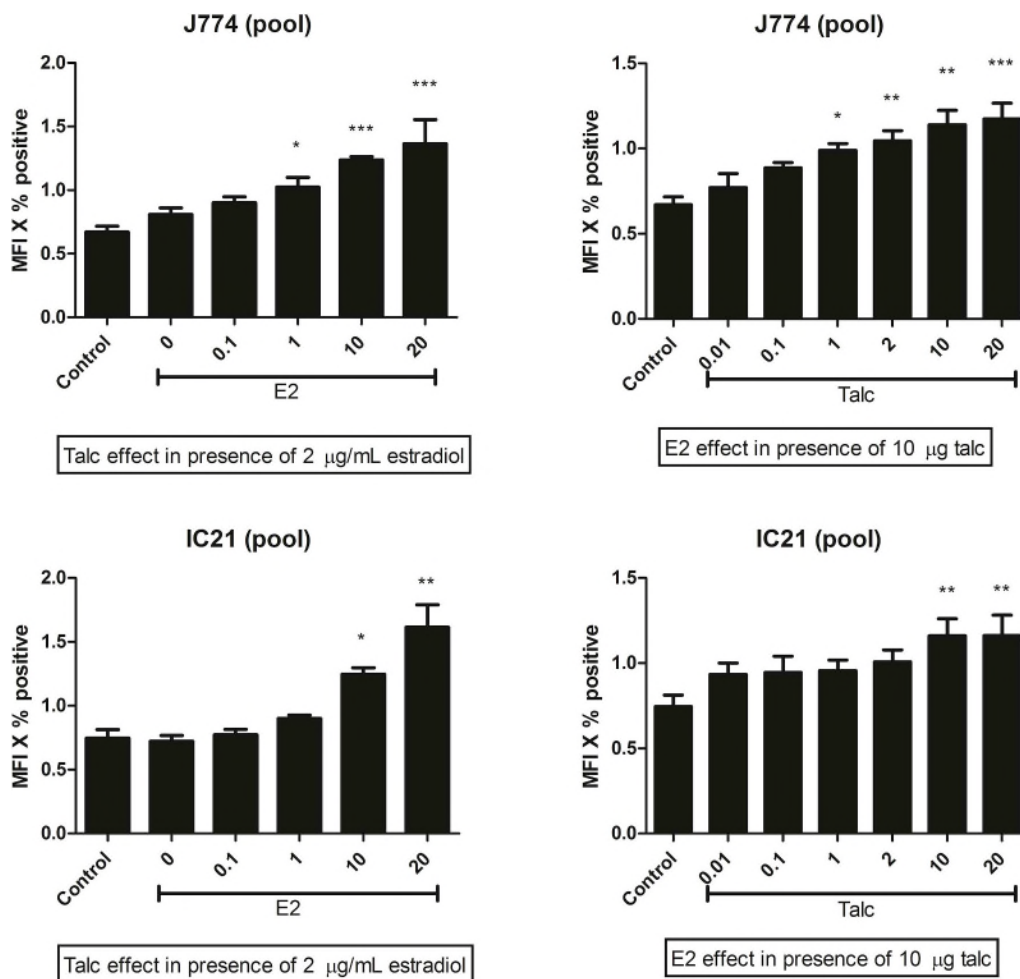 J774 (pool)
MFI X % positive
2.0
1.5
1.0
0.5
0.0
*
***
***
Control
0
0.1
1
10
20
E2
Talc effect in presence of 2 μg/mL estradiol
J774 (pool)
MFI X % positive
1.5
1.0
0.5
0.0
*
**
**
***
Control
0.01
0.1
1
2
10
20
Talc
E2 effect in presence of 10 μg talc
IC21 (pool)
MFI X % positive
2.0
1.5
1.0
0.5
0.0
*
**
Control
0
0.1
1
10
20
E2
Talc effect in presence of 2 μg/mL estradiol
IC21 (pool)
MFI X % positive
1.5
1.0
0.5
0.0
**
**
Control
0.01
0.1
1
2
10
20
Talc
E2 effect in presence of 10 μg talc